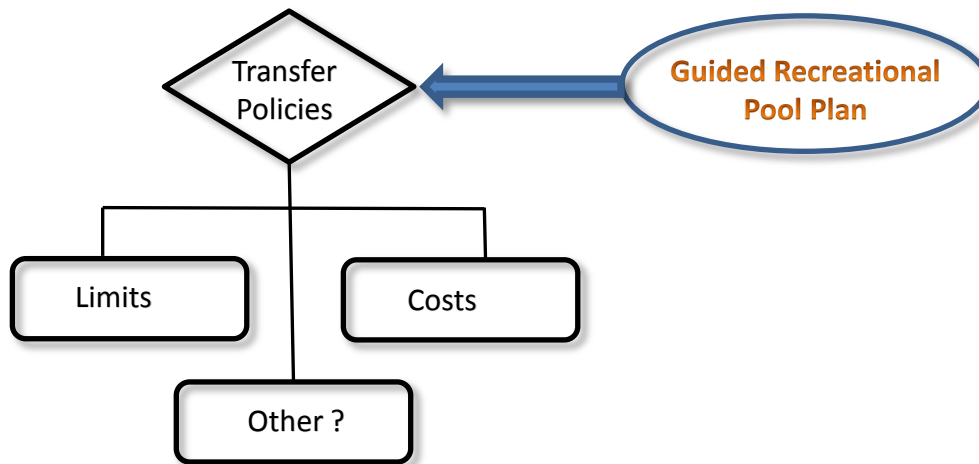 Transfer
Policies
Guided Recreational
Pool Plan
Limits
Costs
Other ?